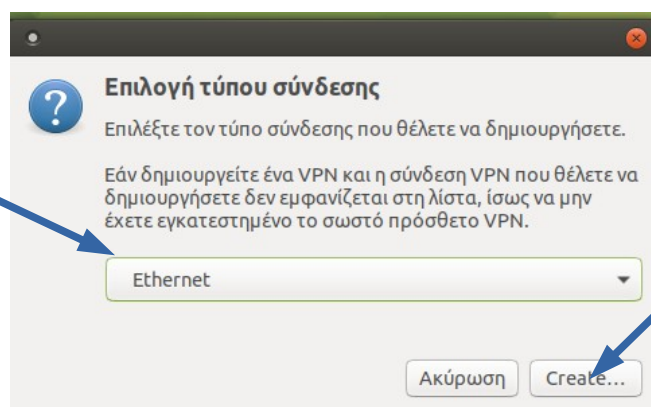 Επιλογή τύπου σύνδεσης
Επιλέξτε τον τύπο σύνδεσης που θέλετε να δημιουργήσετε.
Εάν δημιουργείτε ένα VPN και η σύνδεση VPN που θέλετε να
δημιουργήσετε δεν εμφανίζεται στη λίστα, ίσως να μην
έχετε εγκατεστημένο το σωστό πρόσθετο VPN.
Ethernet
Ακύρωση Create...